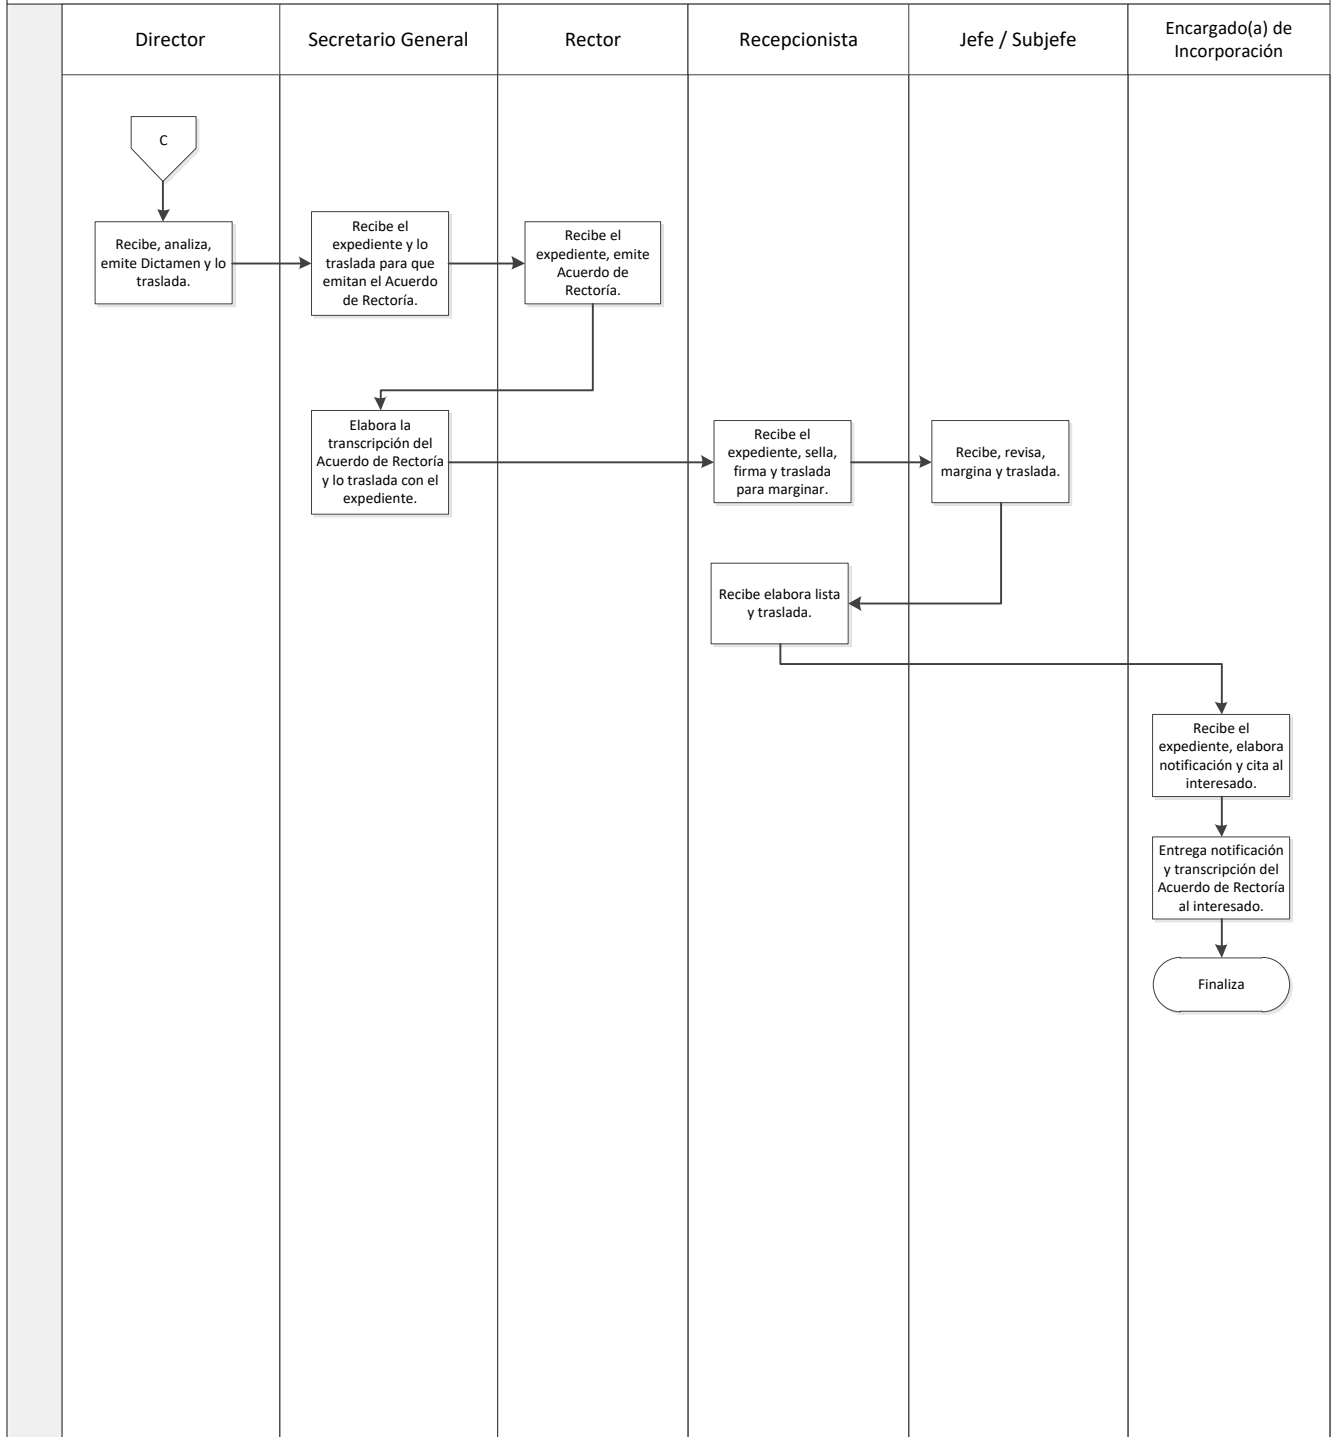 Director
Secretario General
Rector
Recepcionista
Jefe / Subjefe
Encargado(a) de
Incorporación
C
Recibe, analiza,
emite Dictamen y lo
traslada.
Recibe el
expediente y lo
traslada para que
emitan el Acuerdo
de Rectoría.
Recibe el
expediente, emite
Acuerdo de
Rectoría.
Elabora la
transcripción del
Acuerdo de Rectoría
y lo traslada con el
expediente.
Recibe el
expediente, sella,
firma y traslada
para marginar.
Recibe, revisa,
margina y traslada.
Recibe elabora lista
y traslada.
Recibe el
expediente, elabora
notificación y cita al
interesado.
Entrega notificación
y transcripción del
Acuerdo de Rectoría
al interesado.
Finaliza